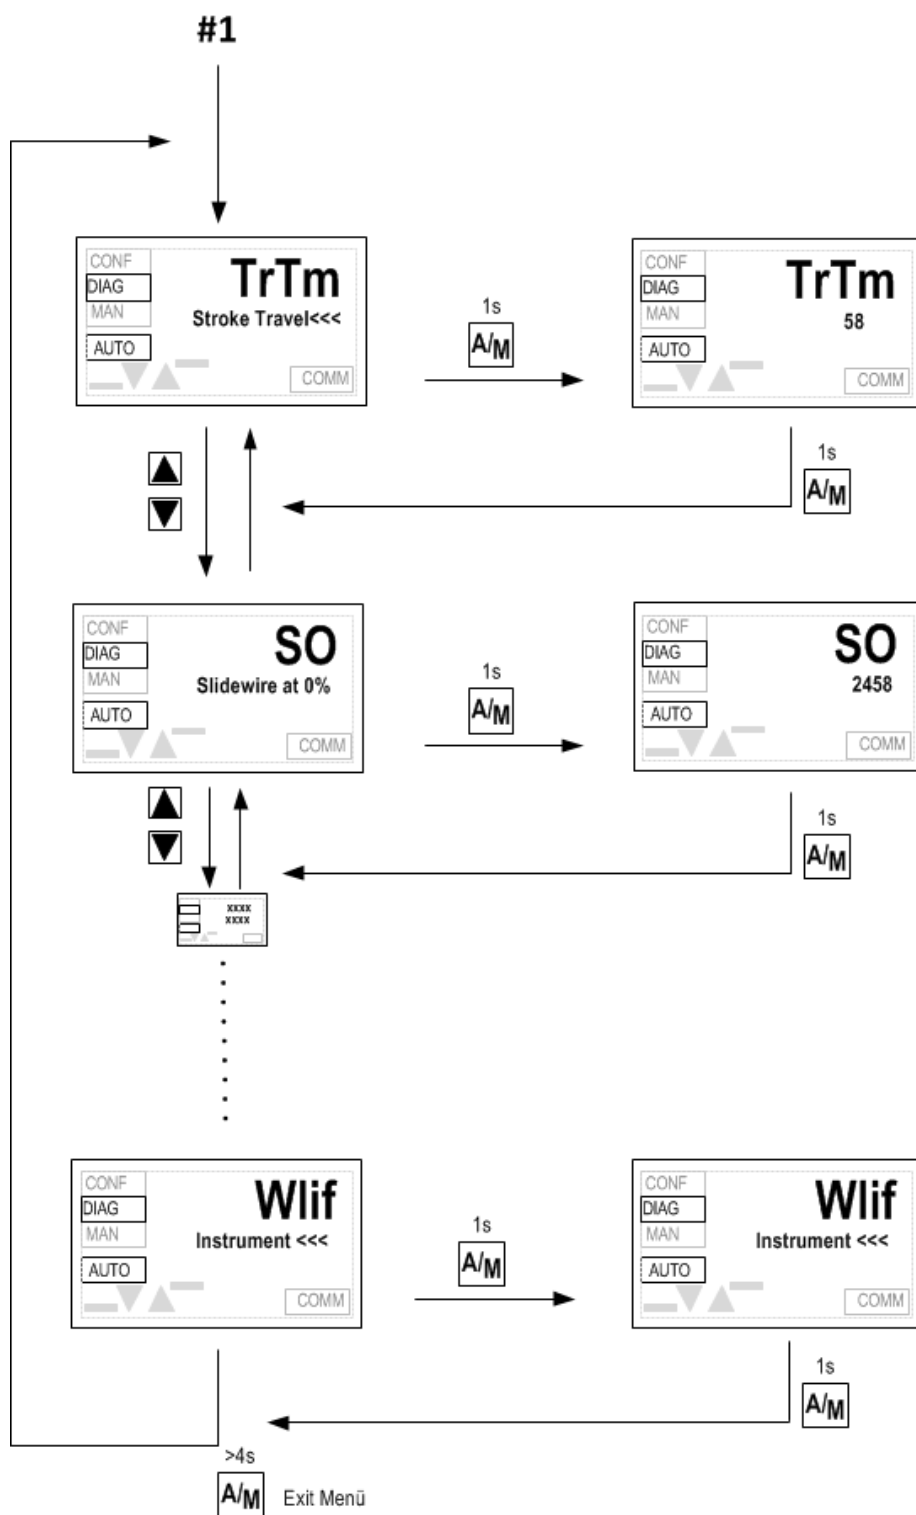 #1
CONF
DIAG
MAN
AUTO
TrTm
Stroke Travel<<<
COMM
1s
A/M
CONF
DIAG
MAN
AUTO
TrTm
58
COMM
1s
A/M
CONF
DIAG
MAN
AUTO
SO
Slidewire at 0%
COMM
1s
A/M
CONF
DIAG
MAN
AUTO
SO
2458
COMM
1s
A/M
xxxx
xxxx
CONF
DIAG
MAN
AUTO
Wlif
Instrument <<<
COMM
1s
A/M
CONF
DIAG
MAN
AUTO
Wlif
Instrument <<<
COMM
1s
A/M
>4s
A/M Exit Menü